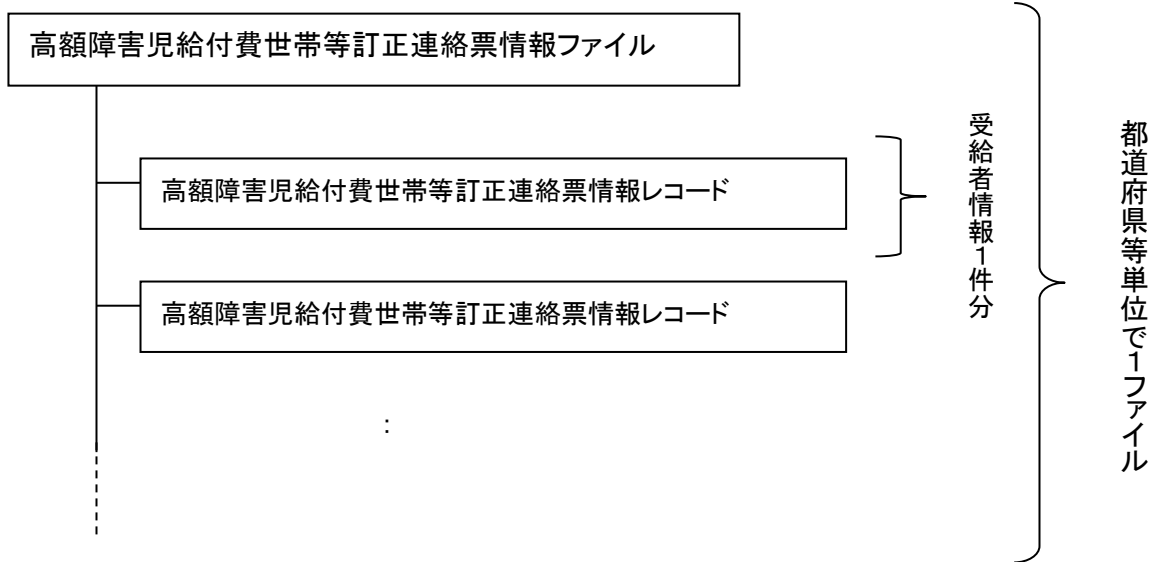 高額障害児給付費世帯等訂正連絡票情報ファイル
高額障害児給付費世帯等訂正連絡票情報レコード
受給者情報1件分
高額障害児給付費世帯等訂正連絡票情報レコード
:
都道府県等単位で1ファイル